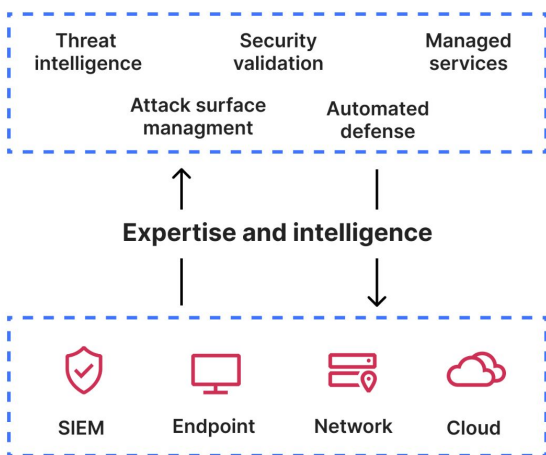 Threat
intelligence
Security
validation
Managed
services
Attack surface
managment
Automated
defense
Expertise and intelligence
SIEM
Endpoint
Network
Cloud